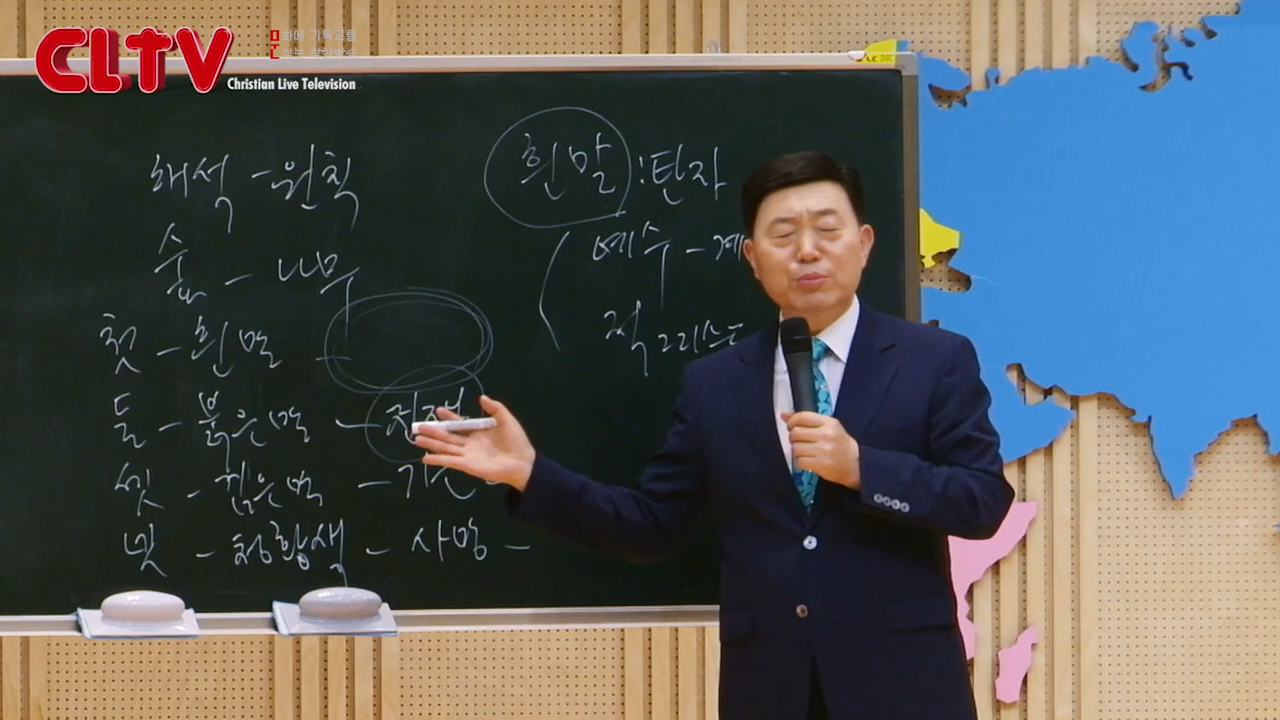 CLTV
Christian Live Television
해석 - 원칙
숲 - 나무
첫 - 흰말
둘 - 붉은말 - 전쟁
셋 - 검은말 - 기근
넷 - 청황색 - 사망 -
흰말 : 탄자
예수 - 계
적그리스도